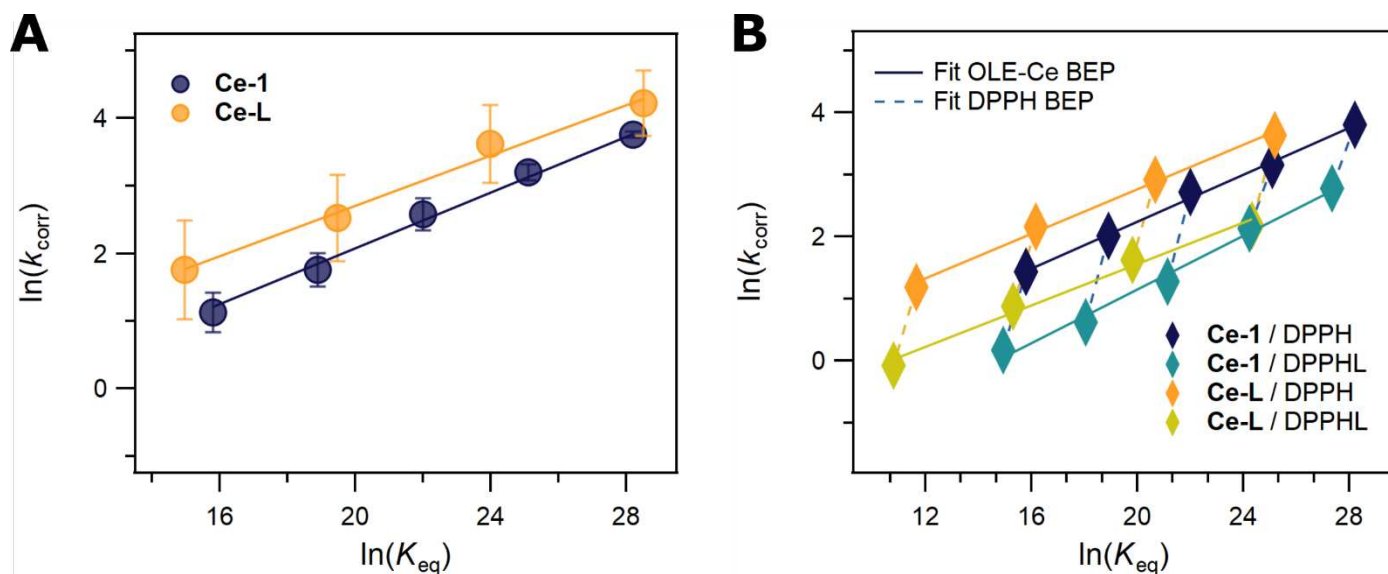 A
Ce-1
Ce-L
ln(kcorr)
4
2
0
16
20
24
28
ln(Keq)
B
Fit OLE-Ce BEP
Fit DPPH BEP
ln(kcorr)
4
2
0
Ce-1 / DPPH
Ce-1 / DPPHL
Ce-L / DPPH
Ce-L / DPPHL
12
16
20
24
28
ln(Keq)